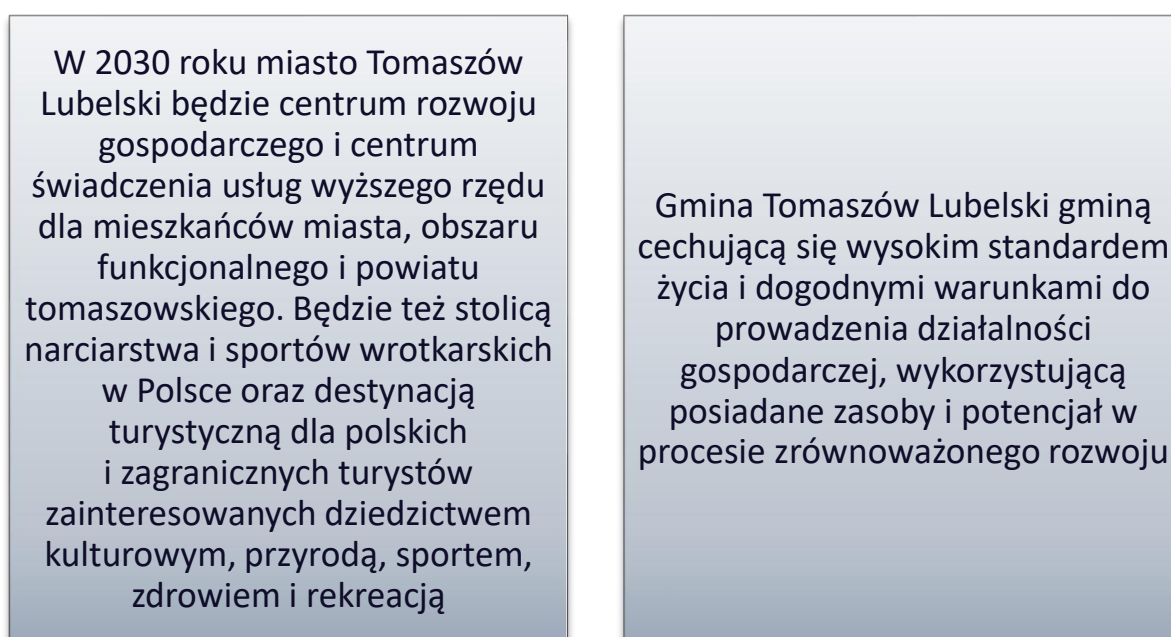 W 2030 roku miasto Tomaszów
Lubelski będzie centrum rozwoju
gospodarczego i centrum
świadczenia usług wyższego rzędu
dla mieszkańców miasta, obszaru
funkcjonalnego i powiatu
tomaszowskiego. Będzie też stolicą
narciarstwa i sportów wrotkarskich
w Polsce oraz destynacją
turystyczną dla polskich
i zagranicznych turystów
zainteresowanych dziedzictwem
kulturowym, przyrodą, sportem,
zdrowiem i rekreacją
Gmina Tomaszów Lubelski gminą
cechującą się wysokim standardem
życia i dogodnymi warunkami do
prowadzenia działalności
gospodarczej, wykorzystującą
posiadane zasoby i potencjał w
procesie zrównoważonego rozwoju